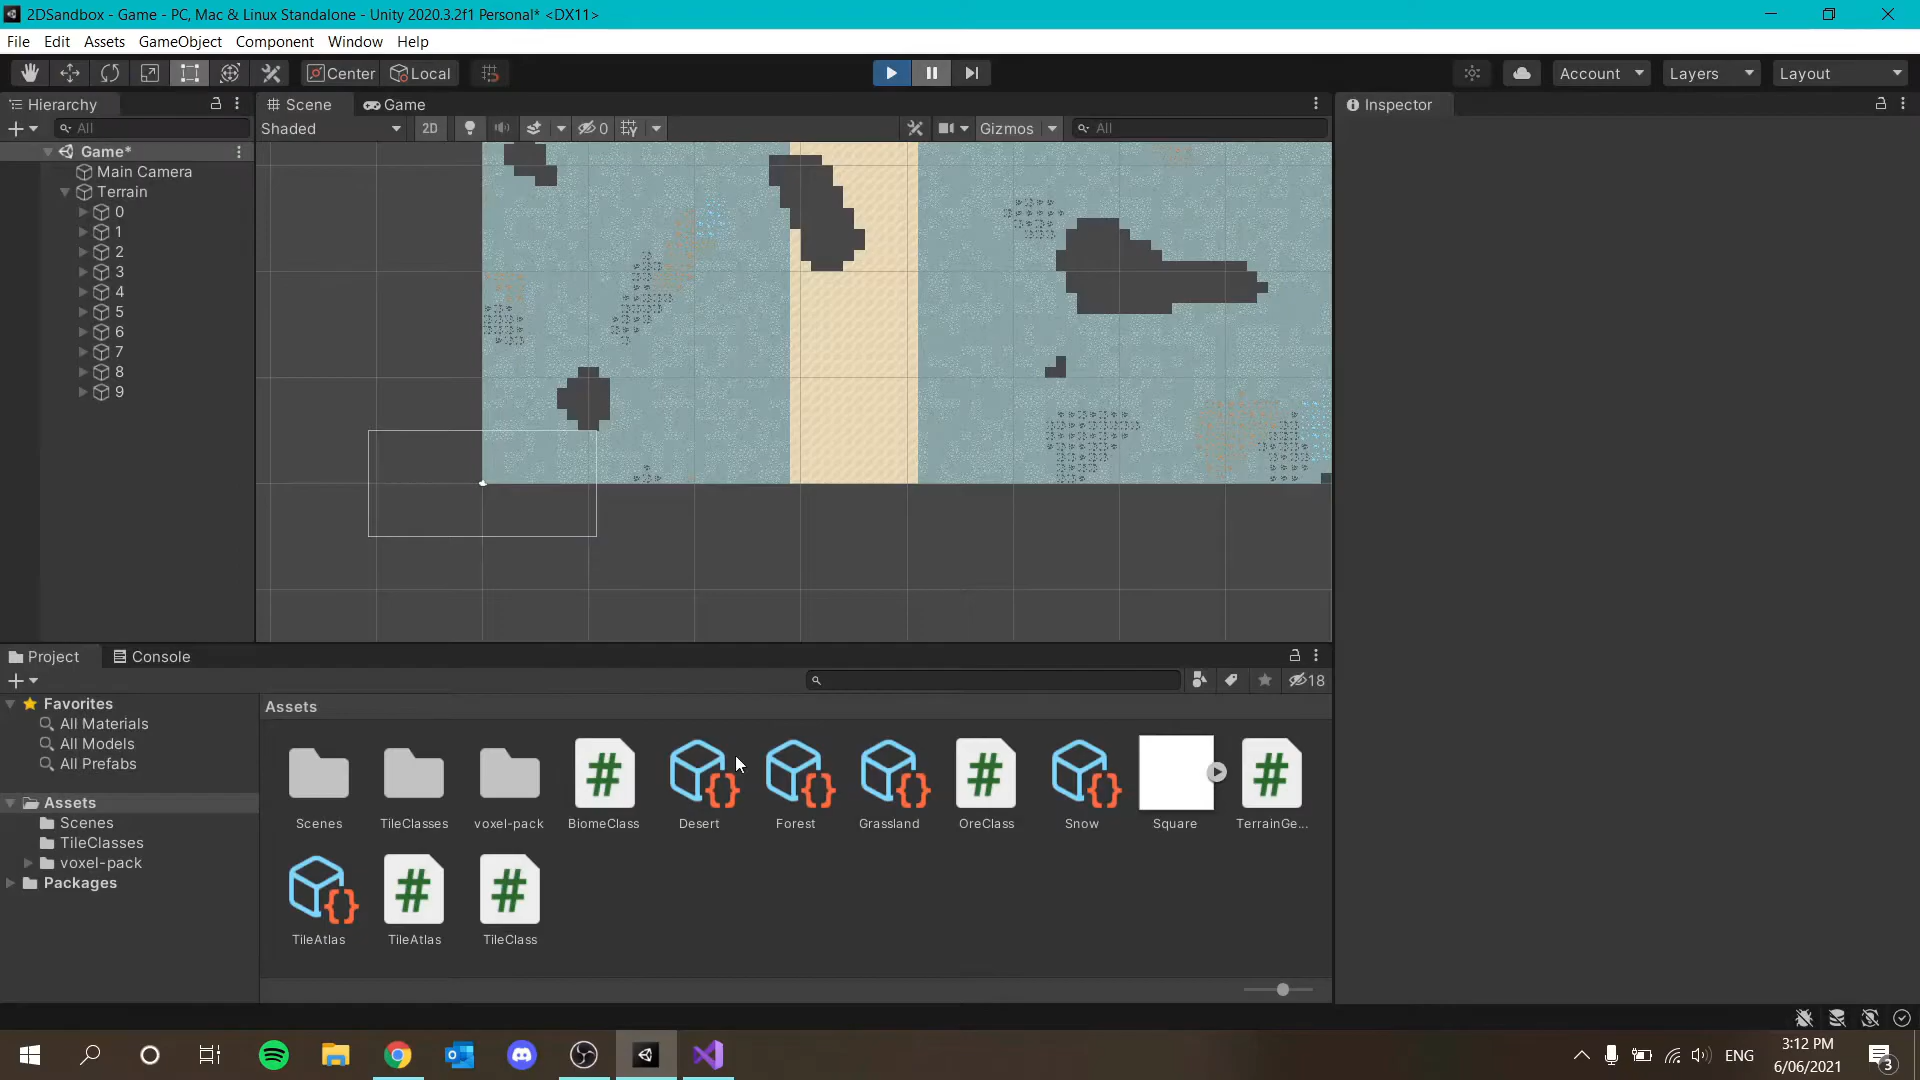 2DSandbox - Game - PC, Mac & Linux Standalone - Unity 2020.3.2f1 Personal* <DX11>
File Edit Assets GameObject Component Window Help
Center Local
Account Layers Layout
Hierarchy
Scene Game
Inspector
All
Shaded 2D 0 Gizmos All
Game*
Main Camera
Terrain
0
1
2
3
4
5
6
7
8
9
Project Console
18
Favorites
All Materials
All Models
All Prefabs
Assets
Scenes
TileClasses
voxel-pack
Packages
Assets
Scenes TileClasses voxel-pack BiomeClass Desert Forest Grassland OreClass Snow Square TerrainGe...
TileAtlas TileAtlas TileClass
ENG
3:12 PM
6/06/2021
3